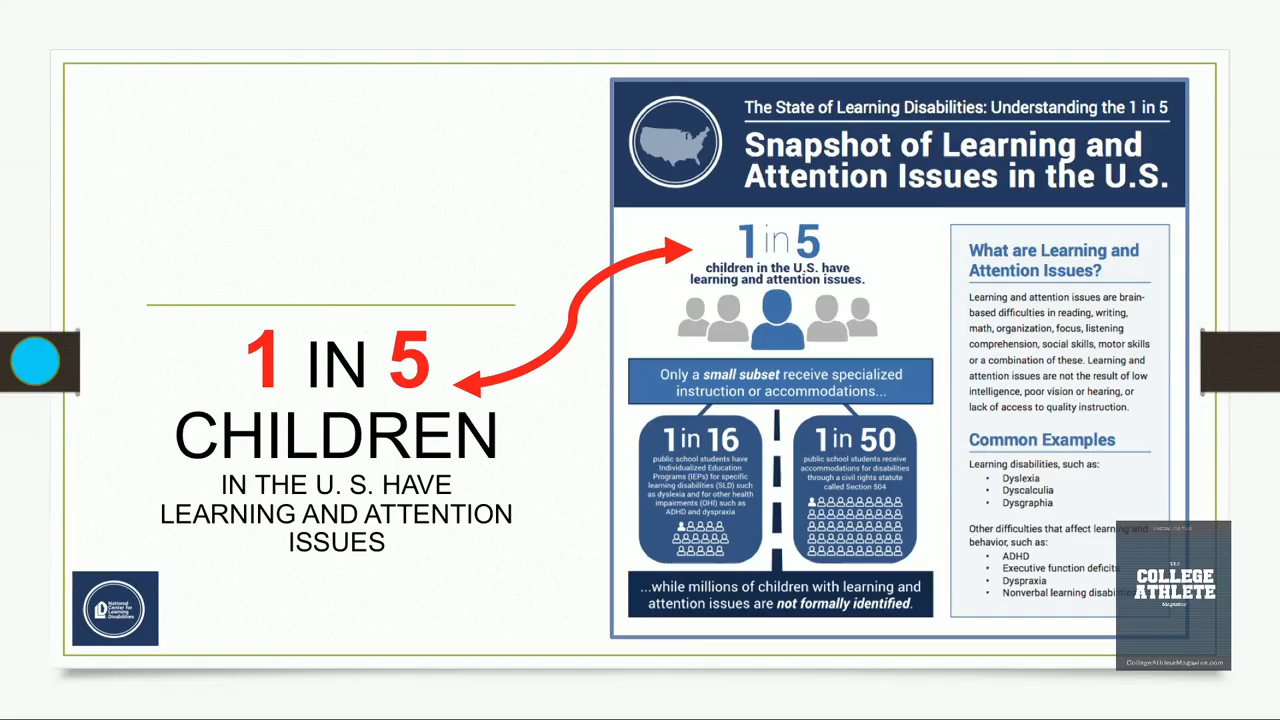 1 IN 5
CHILDREN
IN THE U. S. HAVE
LEARNING AND ATTENTION
ISSUES
National
Center for
Learning
Disabilities
The State of Learning Disabilities: Understanding the 1 in 5
Snapshot of Learning and
Attention Issues in the U.S.
1 in 5
children in the U.S. have
learning and attention issues.
Only a small subset receive specialized
instruction or accommodations...
1 in 16
public school students have
Individualized Education
Programs (IEPs) for specific
learning disabilities (SLD) such
as dyslexia and for other health
impairments (OHI) such as
ADHD and dyspraxia
1 in 50
public school students receive
accommodations for disabilities
through a civil rights statute
called Section 504
...while millions of children with learning and
attention issues are not formally identified.
What are Learning and
Attention Issues?
Learning and attention issues are brain-
based difficulties in reading, writing,
math, organization, focus, listening
comprehension, social skills, motor skills
or a combination of these. Learning and
attention issues are not the result of low
intelligence, poor vision or hearing, or
lack of access to quality instruction.
Common Examples
Learning disabilities, such as:
• Dyslexia
• Dyscalculia
• Dysgraphia
Other difficulties that affect learning and
behavior, such as:
• ADHD
• Executive function deficits
• Dyspraxia
• Nonverbal learning disabilities
THE
COLLEGE
ATHLETE
Magazine
CollegeAthleteMagazine.com